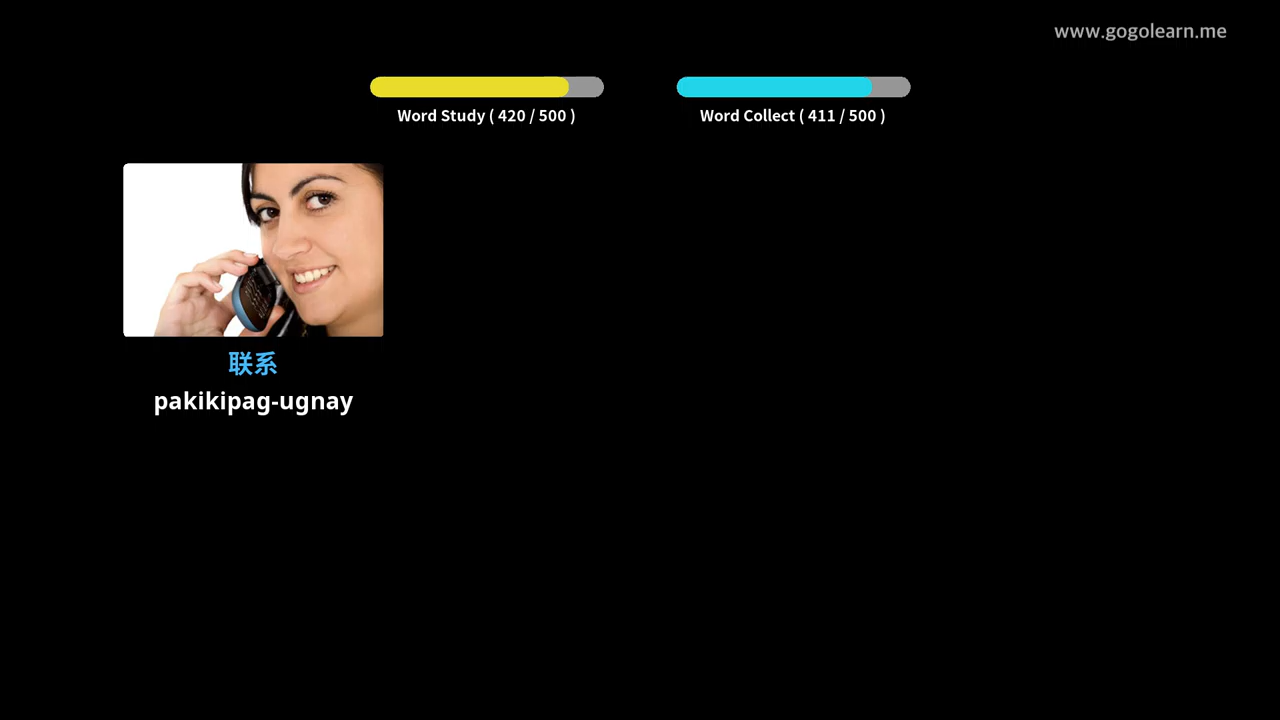 www.gogolearn.me
Word Study ( 420 / 500 )
Word Collect ( 411 / 500 )
联系
pakikipag-ugnay